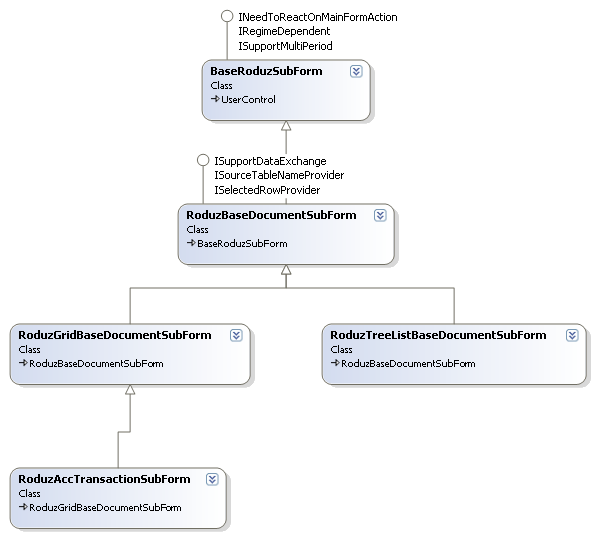 INeedToReactOnMainFormAction
IRegimeDependent
ISupportMultiPeriod
BaseRoduzSubForm
Class
UserControl
ISupportDataExchange
ISourceTableNameProvider
ISelectedRowProvider
RoduzBaseDocumentSubForm
Class
BaseRoduzSubForm
RoduzGridBaseDocumentSubForm
Class
RoduzBaseDocumentSubForm
RoduzTreeListBaseDocumentSubForm
Class
RoduzBaseDocumentSubForm
RoduzAccTransactionSubForm
Class
RoduzGridBaseDocumentSubForm